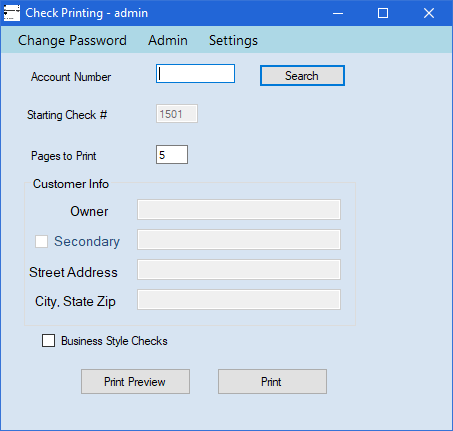 Check Printing - admin
Change Password Admin Settings
Account Number Search
Starting Check # 1501
Pages to Print 5
Customer Info
Owner
Secondary
Street Address
City, State Zip
Business Style Checks
Print Preview Print